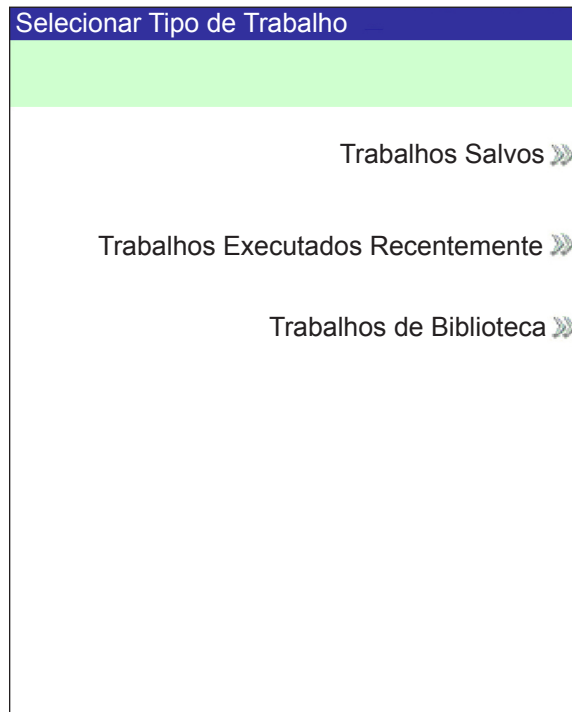 Selecionar Tipo de Trabalho
Trabalhos Salvos
Trabalhos Executados Recentemente
Trabalhos de Biblioteca